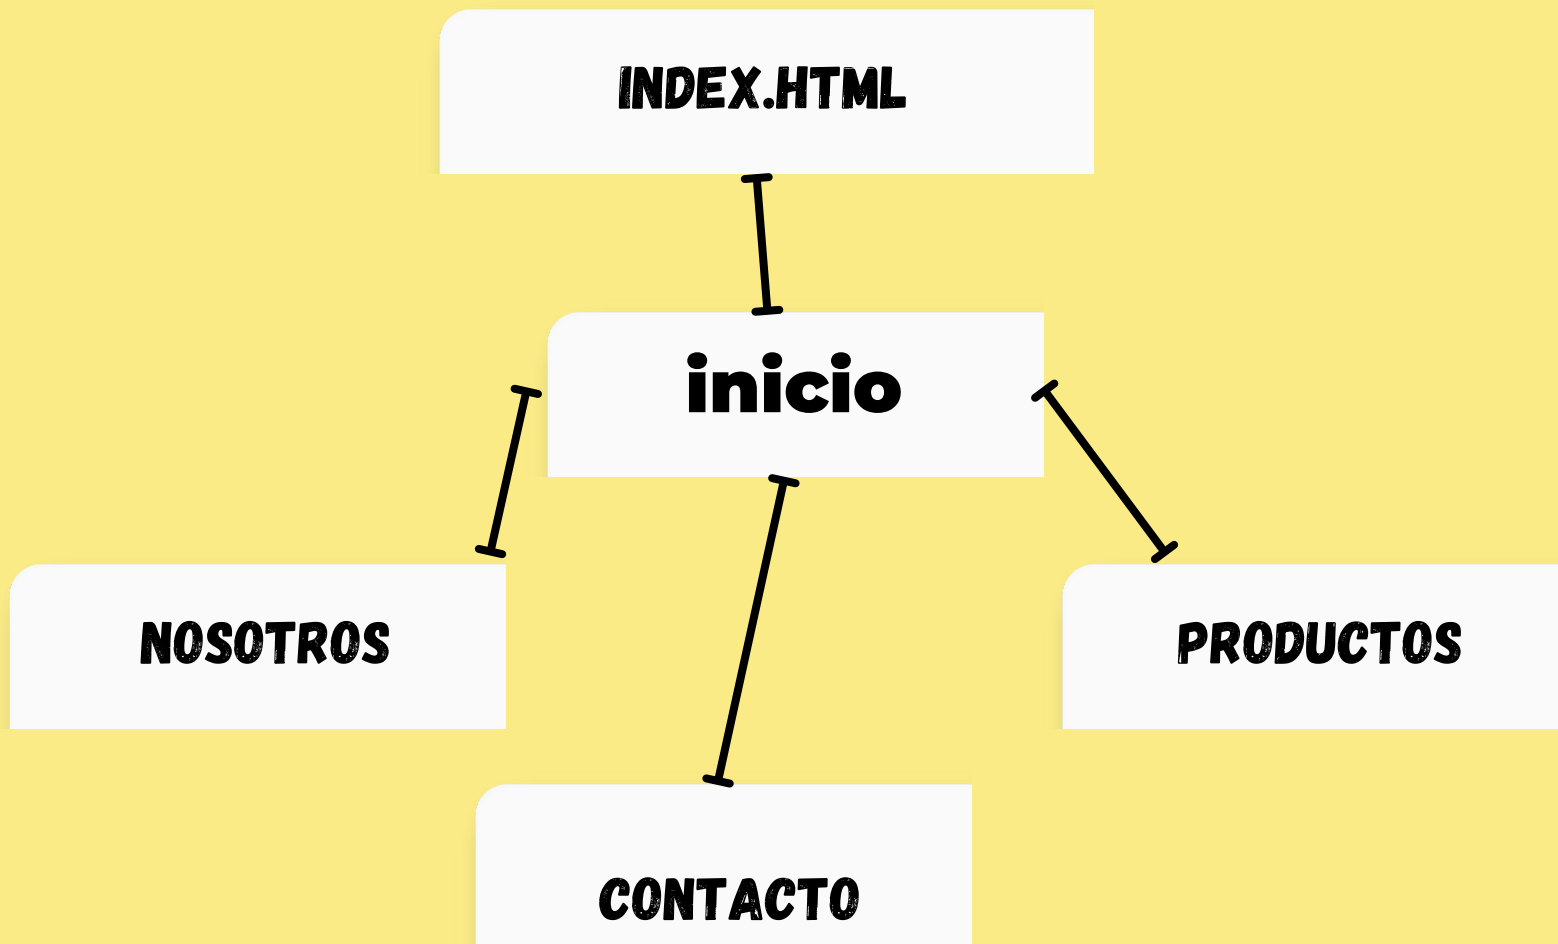 INDEX.HTML
inicio
NOSOTROS
PRODUCTOS
CONTACTO